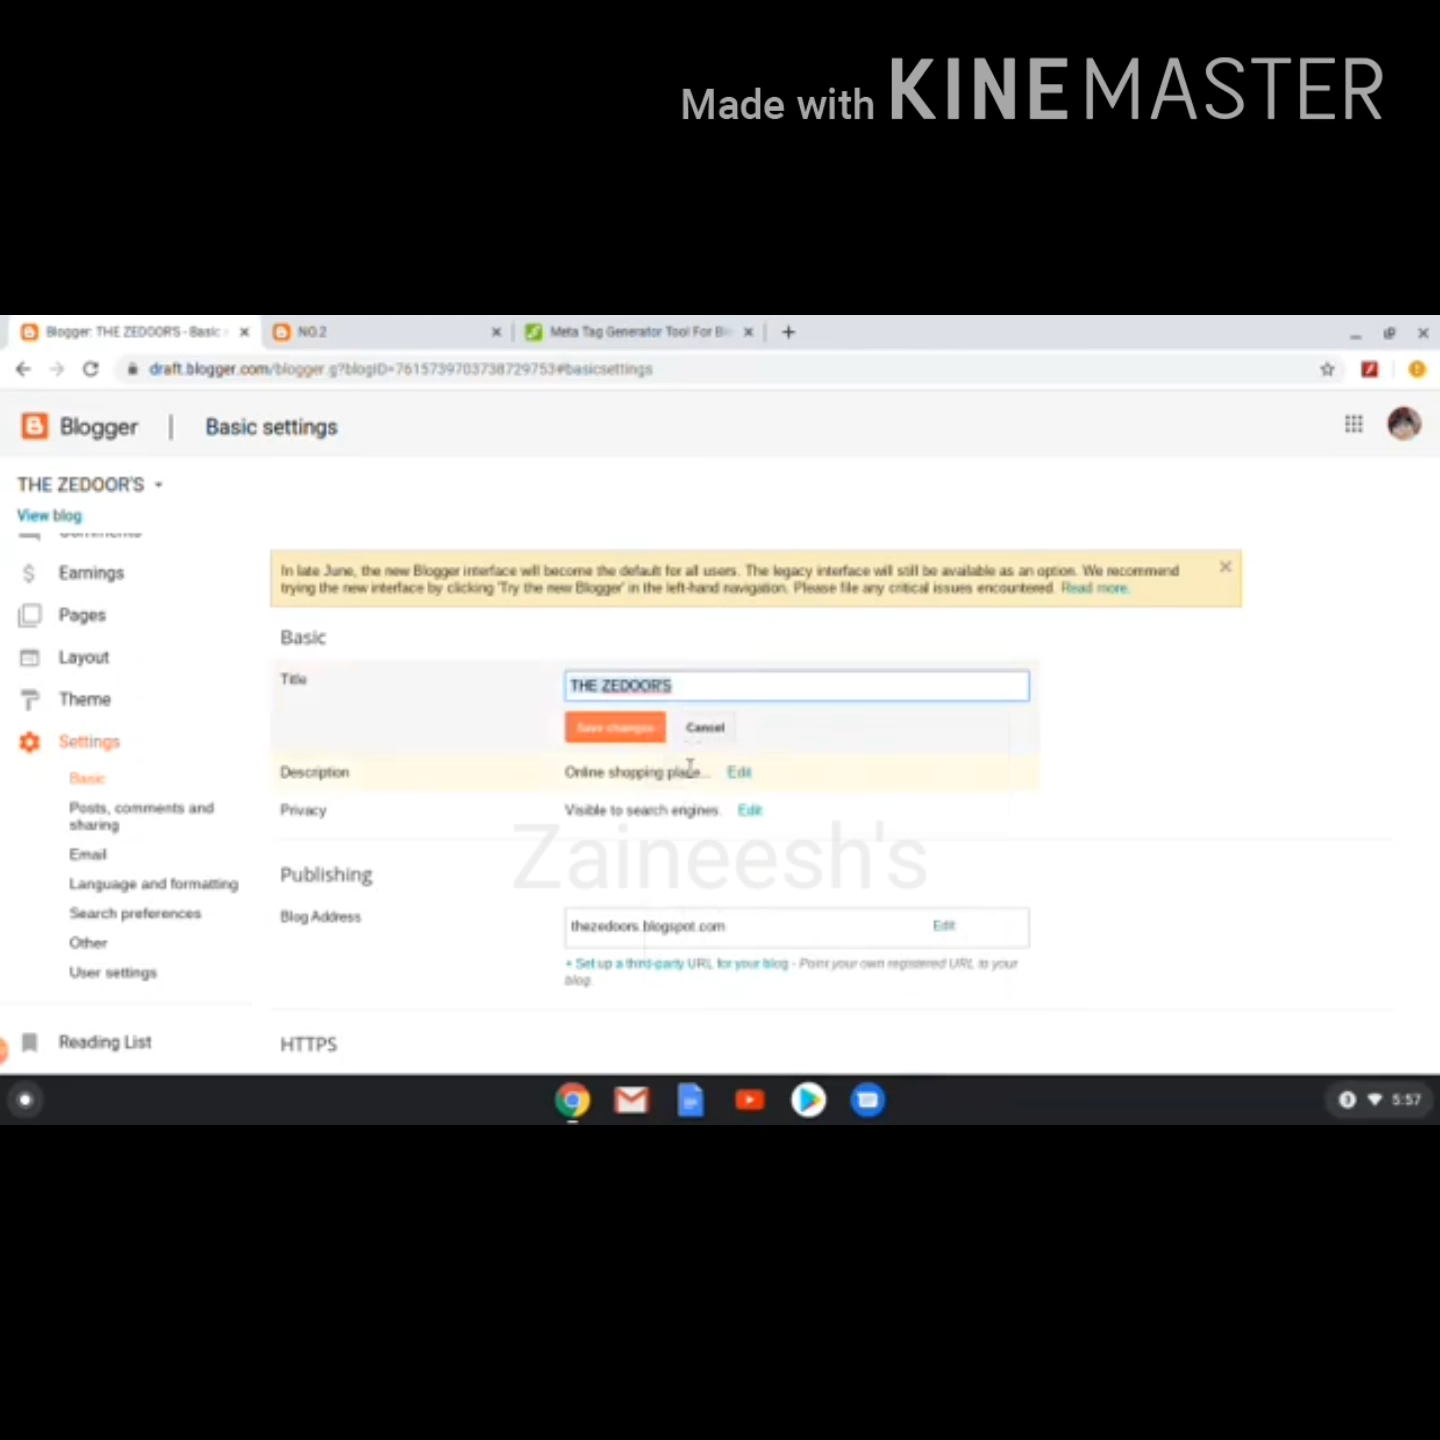 Made with KINEMASTER
Blogger: THE ZEDOOR'S - Basic
NO.2
Meta Tag Generator Tool For
draft.blogger.com/blogger.g?blogID=7615739703738729753#basicsettings
Blogger | Basic settings
THE ZEDOOR'S
View blog
Comments
Earnings
Pages
Layout
Theme
Settings
Basic
Posts, comments and
sharing
Email
Language and formatting
Search preferences
Other
User settings
Reading List
In late June, the new Blogger interface will become the default for all users. The legacy interface will still be available as an option. We recommend
trying the new interface by clicking 'Try the new Blogger' in the left-hand navigation. Please file any critical issues encountered. Read more.
Basic
Title
THE ZEDOOR'S
Save changes
Cancel
Description
Online shopping place... Edit
Privacy
Visible to search engines. Edit
Zaineesh's
Publishing
Blog Address
thezedoors.blogspot.com Edit
+ Set up a third-party URL for your blog - Point your own registered URL to your
blog.
HTTPS
5:57